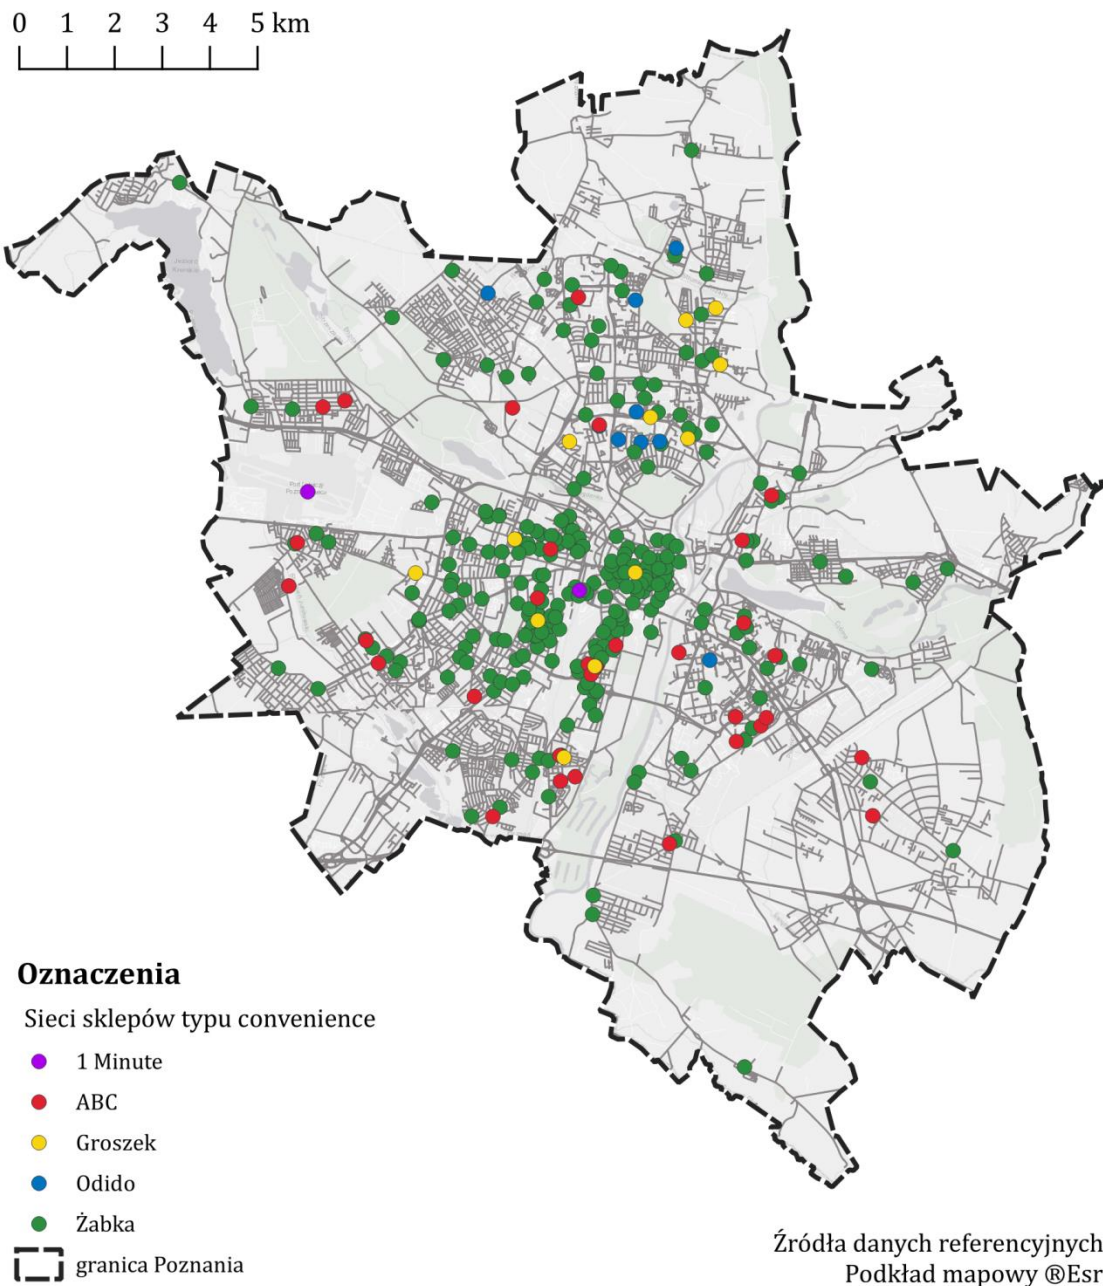 0 1 2 3 4 5 km
Oznaczenia
Sieci sklepów typu convenience
1 Minute
ABC
Groszek
Odido
Żabka
granica Poznania
Źródła danych referencyjnych
Podkład mapowy ®Esr